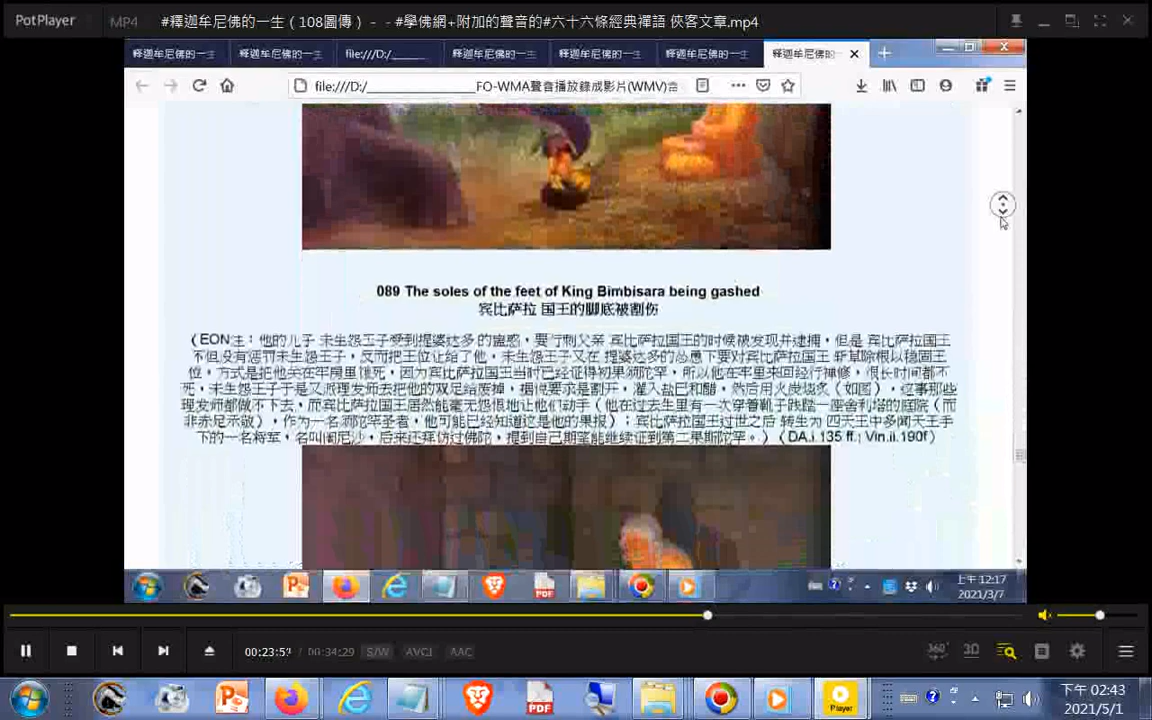 PotPlayer
MP4
#釋迦牟尼佛的一生（108圖傳）- - #學佛網+附加的聲音的#六十六條經典禪語 俠客文章.mp4
釋迦牟尼佛的一生
釋迦牟尼佛的一生
file:///D:/
釋迦牟尼佛的一生
釋迦牟尼佛的一生
釋迦牟尼佛的一生
釋迦牟尼佛的一
file:///D:/______________FO-WMA聲音播放錄成影片(WMV)
089 The soles of the feet of King Bimbisara being gashed
宾比萨拉 国王的脚底被割伤
（EON注：他的儿子 未生怨王子受到提婆达多 的蛊惑，要行刺父亲 宾比萨拉国王的时候被发现并逮捕，但是 宾比萨拉国王
不但没有惩罚未生怨王子，反而把王位让给了他，未生怨王子又在 提婆达多的怂恿下要对宾比萨拉国王 斩草除根以稳固王
位，方式是把他关在牢房里饿死，因为宾比萨拉国王当时已经证得初果须陀罕，所以他在牢里来回经行禅修，很长时间都不
死，未生怨王子于是又派理发师去把他的双足给废掉，据说要求是割开，灌入盐巴和醋，然后用火炭烧炙（如图），这事那些
理发师都做不下去，而宾比萨拉国王居然能毫无怨恨地让他们动手（他在过去生里有一次穿着靴子践踏一座舍利塔的庭院（而
非赤足示敬），作为一名须陀罕圣者，他可能已经知道这是他的果报）；宾比萨拉国王过世之后 转生为 四天王中多闻天王手
下的一名将军，名叫阇尼沙，后来还拜访过佛陀，提到自己期望能继续证到第二果斯陀罕。）（DA.i.135 ff.; Vin.ii.190f）
上午 12:17
2021/3/7
00:23:5
/ 00:34:29
S/W
AVC1
AAC
360°
3D
PDF
Player
下午 02:43
2021/5/1